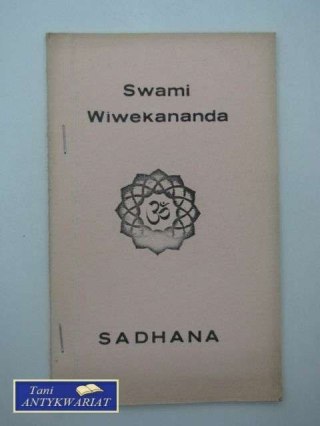 Swami
Wiwekananda
ॐ
SADHANA
Tani
ANTYKWARIAT